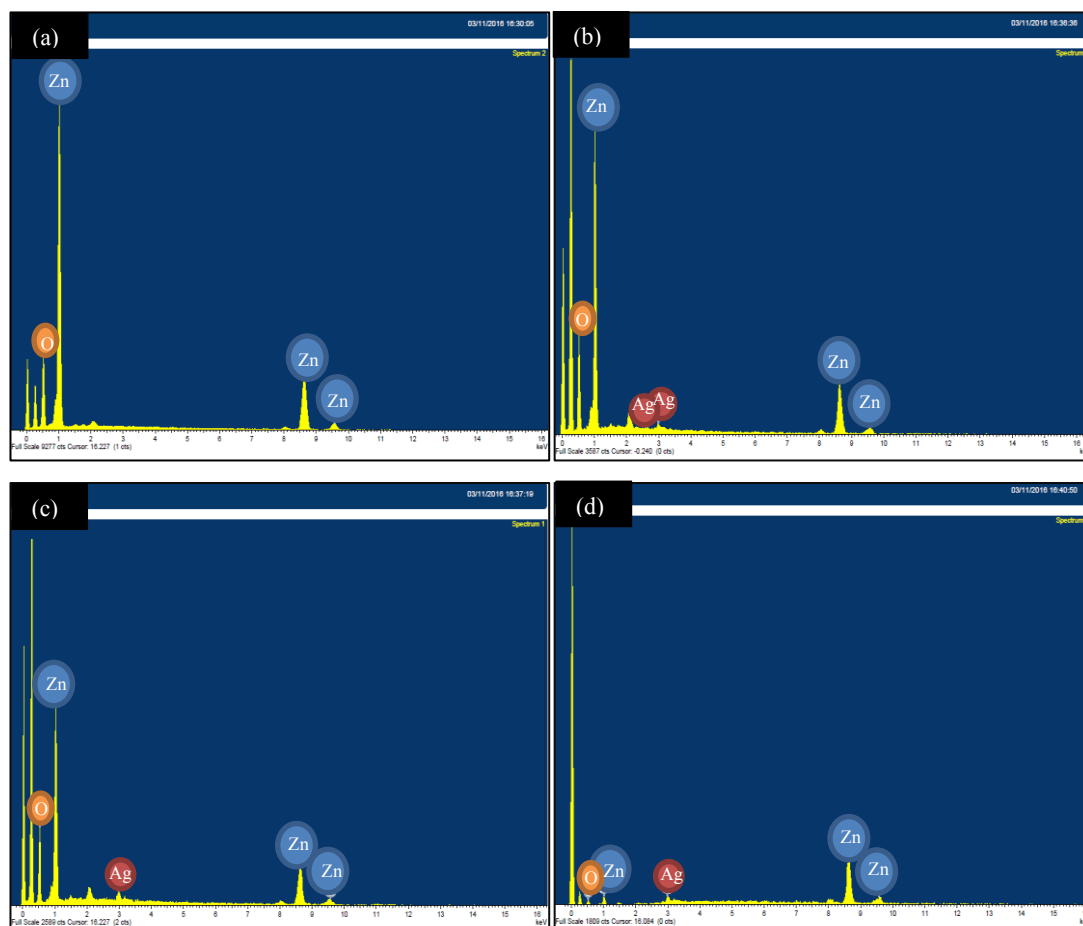 (a)
03/11/2016 16:30:05
Spectrum 2
Zn
O
Zn
Zn
0 1 2 3 4 5 6 7 8 9 10 11 12 13 14 15 16
Full Scale 9277 cts Cursor: 16.227 (1 cts)
keV
(b)
03/11/2016 16:36:36
Spectrum
Zn
O
Ag
Ag
Zn
Zn
0 1 2 3 4 5 6 7 8 9 10 11 12 13 14 15 16
Full Scale 3587 cts Cursor: -0.240 (0 cts)
(c)
03/11/2016 16:37:19
Spectrum 1
Zn
O
Ag
Zn
Zn
0 1 2 3 4 5 6 7 8 9 10 11 12 13 14 15 16
Full Scale 2589 cts Cursor: 16.227 (2 cts)
keV
(d)
03/11/2016 16:40:50
Spectrum
O
Zn
Ag
Zn
Zn
0 1 2 3 4 5 6 7 8 9 10 11 12 13 14 15 16
Full Scale 1809 cts Cursor: 16.084 (0 cts)